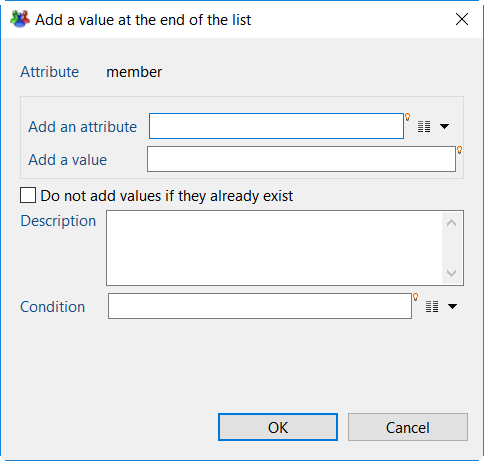 Add a value at the end of the list
Attribute member
Add an attribute
Add a value
Do not add values if they already exist
Description
Condition
OK Cancel